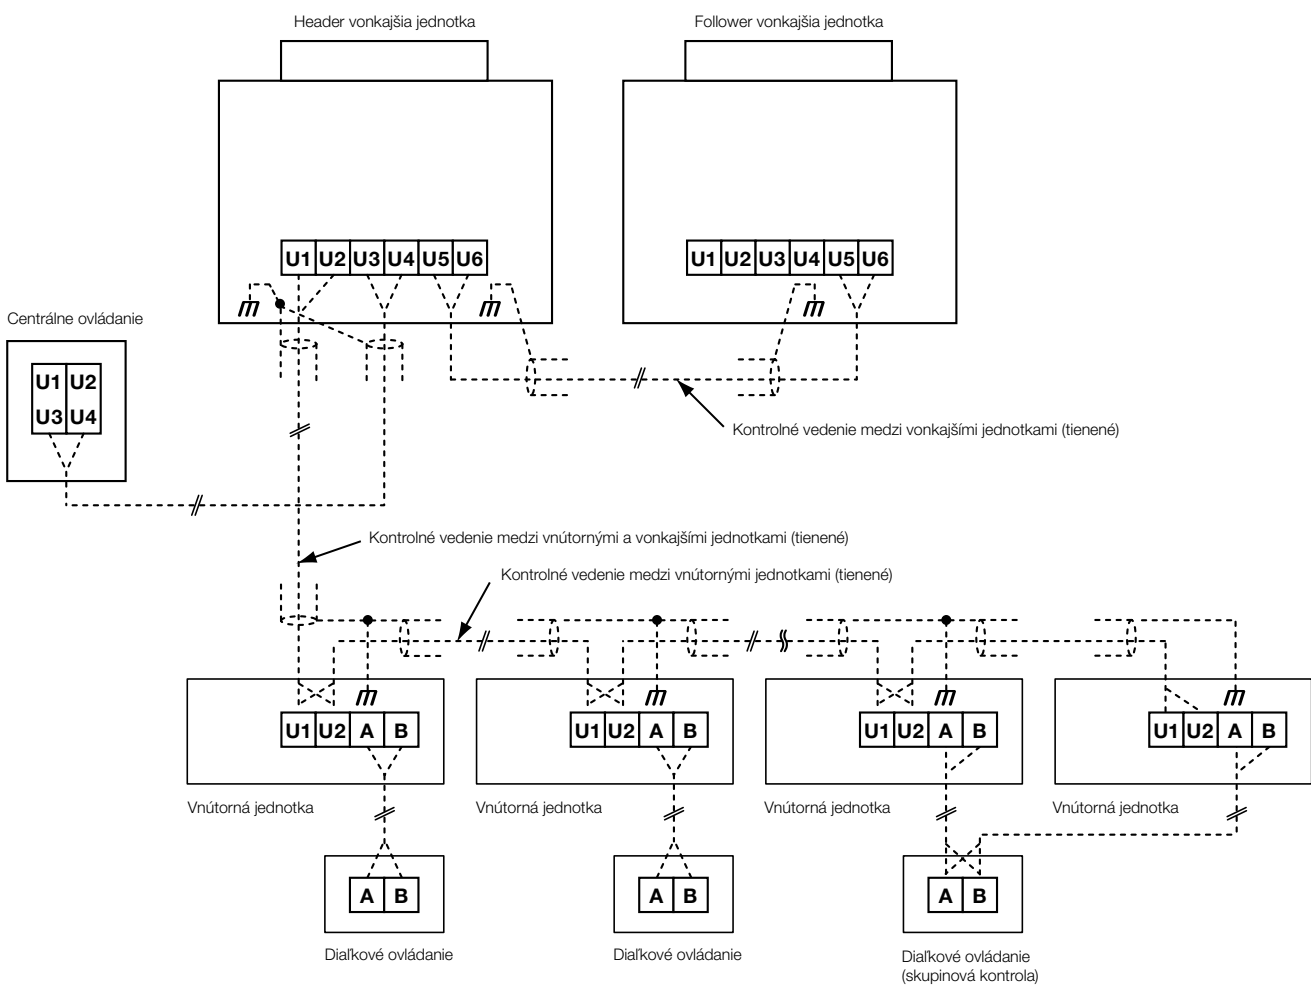 Header vonkajšia jednotka
Follower vonkajšia jednotka
U1 U2 U3 U4 U5 U6
U1 U2 U3 U4 U5 U6
Centrálne ovládanie
U1 U2
U3 U4
Kontrolné vedenie medzi vonkajšími jednotkami (tienené)
Kontrolné vedenie medzi vnútornými a vonkajšími jednotkami (tienené)
Kontrolné vedenie medzi vnútornými jednotkami (tienené)
U1 U2 A B
U1 U2 A B
U1 U2 A B
U1 U2 A B
Vnútorná jednotka
Vnútorná jednotka
Vnútorná jednotka
Vnútorná jednotka
A B
A B
A B
Diaľkové ovládanie
Diaľkové ovládanie
Diaľkové ovládanie
(skupinová kontrola)